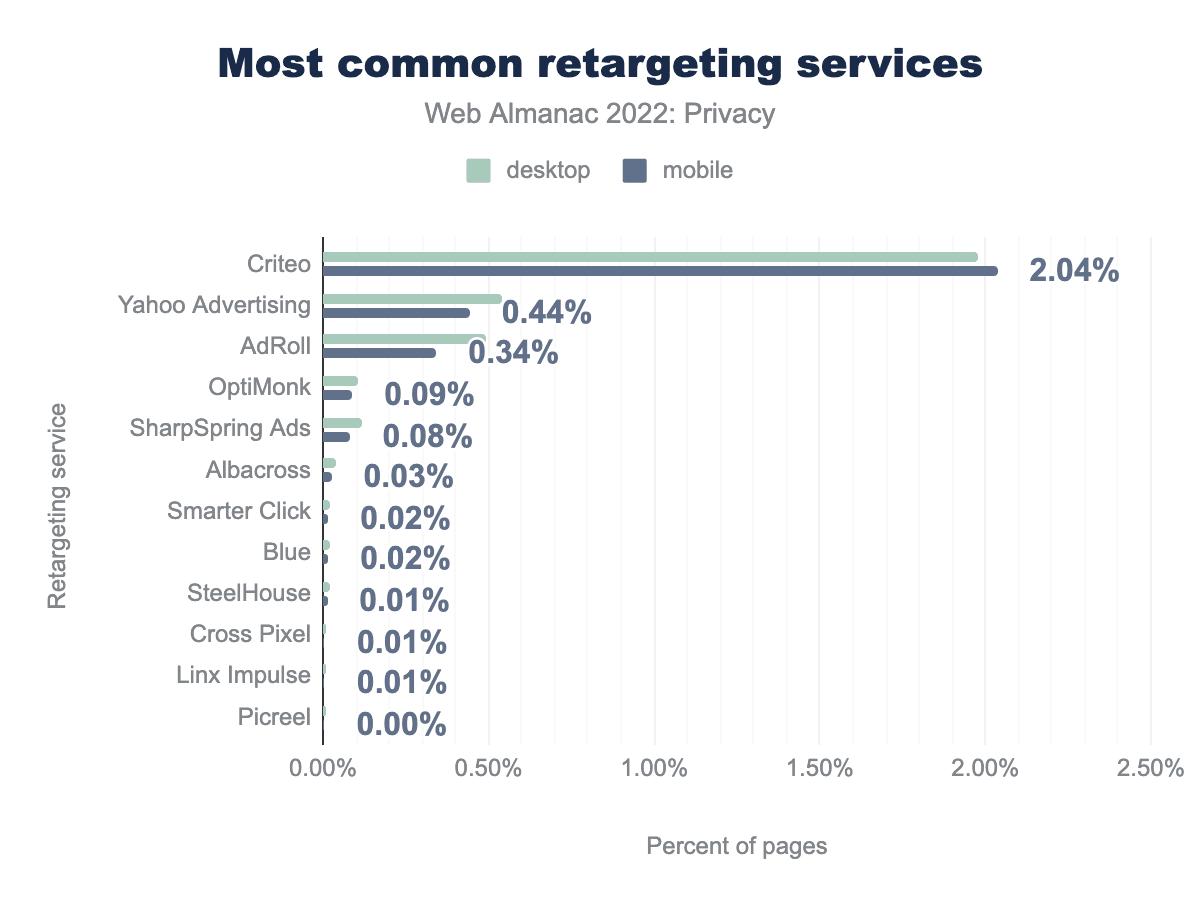 Most common retargeting services
Web Almanac 2022: Privacy
desktop
mobile
Retargeting service
Criteo
2.04%
Yahoo Advertising
0.44%
AdRoll
0.34%
OptiMonk
0.09%
SharpSpring Ads
0.08%
Albacross
0.03%
Smarter Click
0.02%
Blue
0.02%
SteelHouse
0.01%
Cross Pixel
0.01%
Linx Impulse
0.01%
Picreel
0.00%
0.00%
0.50%
1.00%
1.50%
2.00%
2.50%
Percent of pages